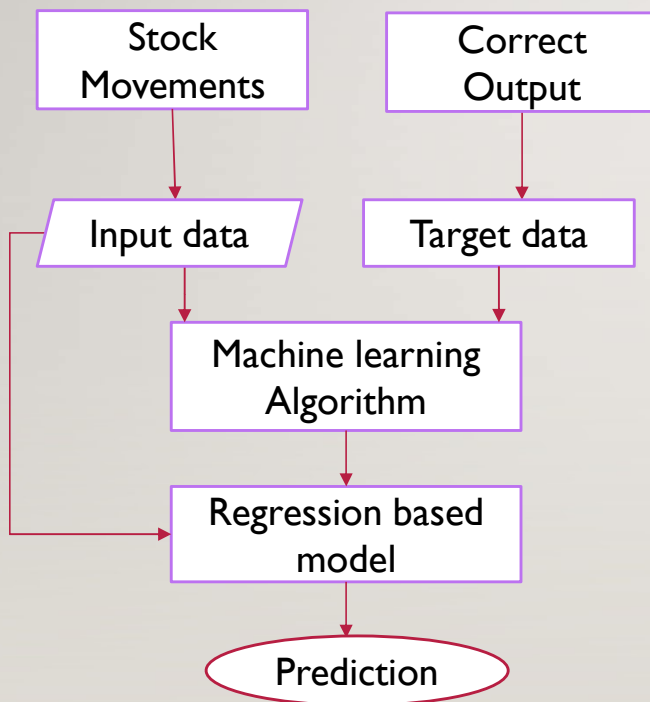 Stock
Movements
Correct
Output
Input data
Target data
Machine learning
Algorithm
Regression based
model
Prediction